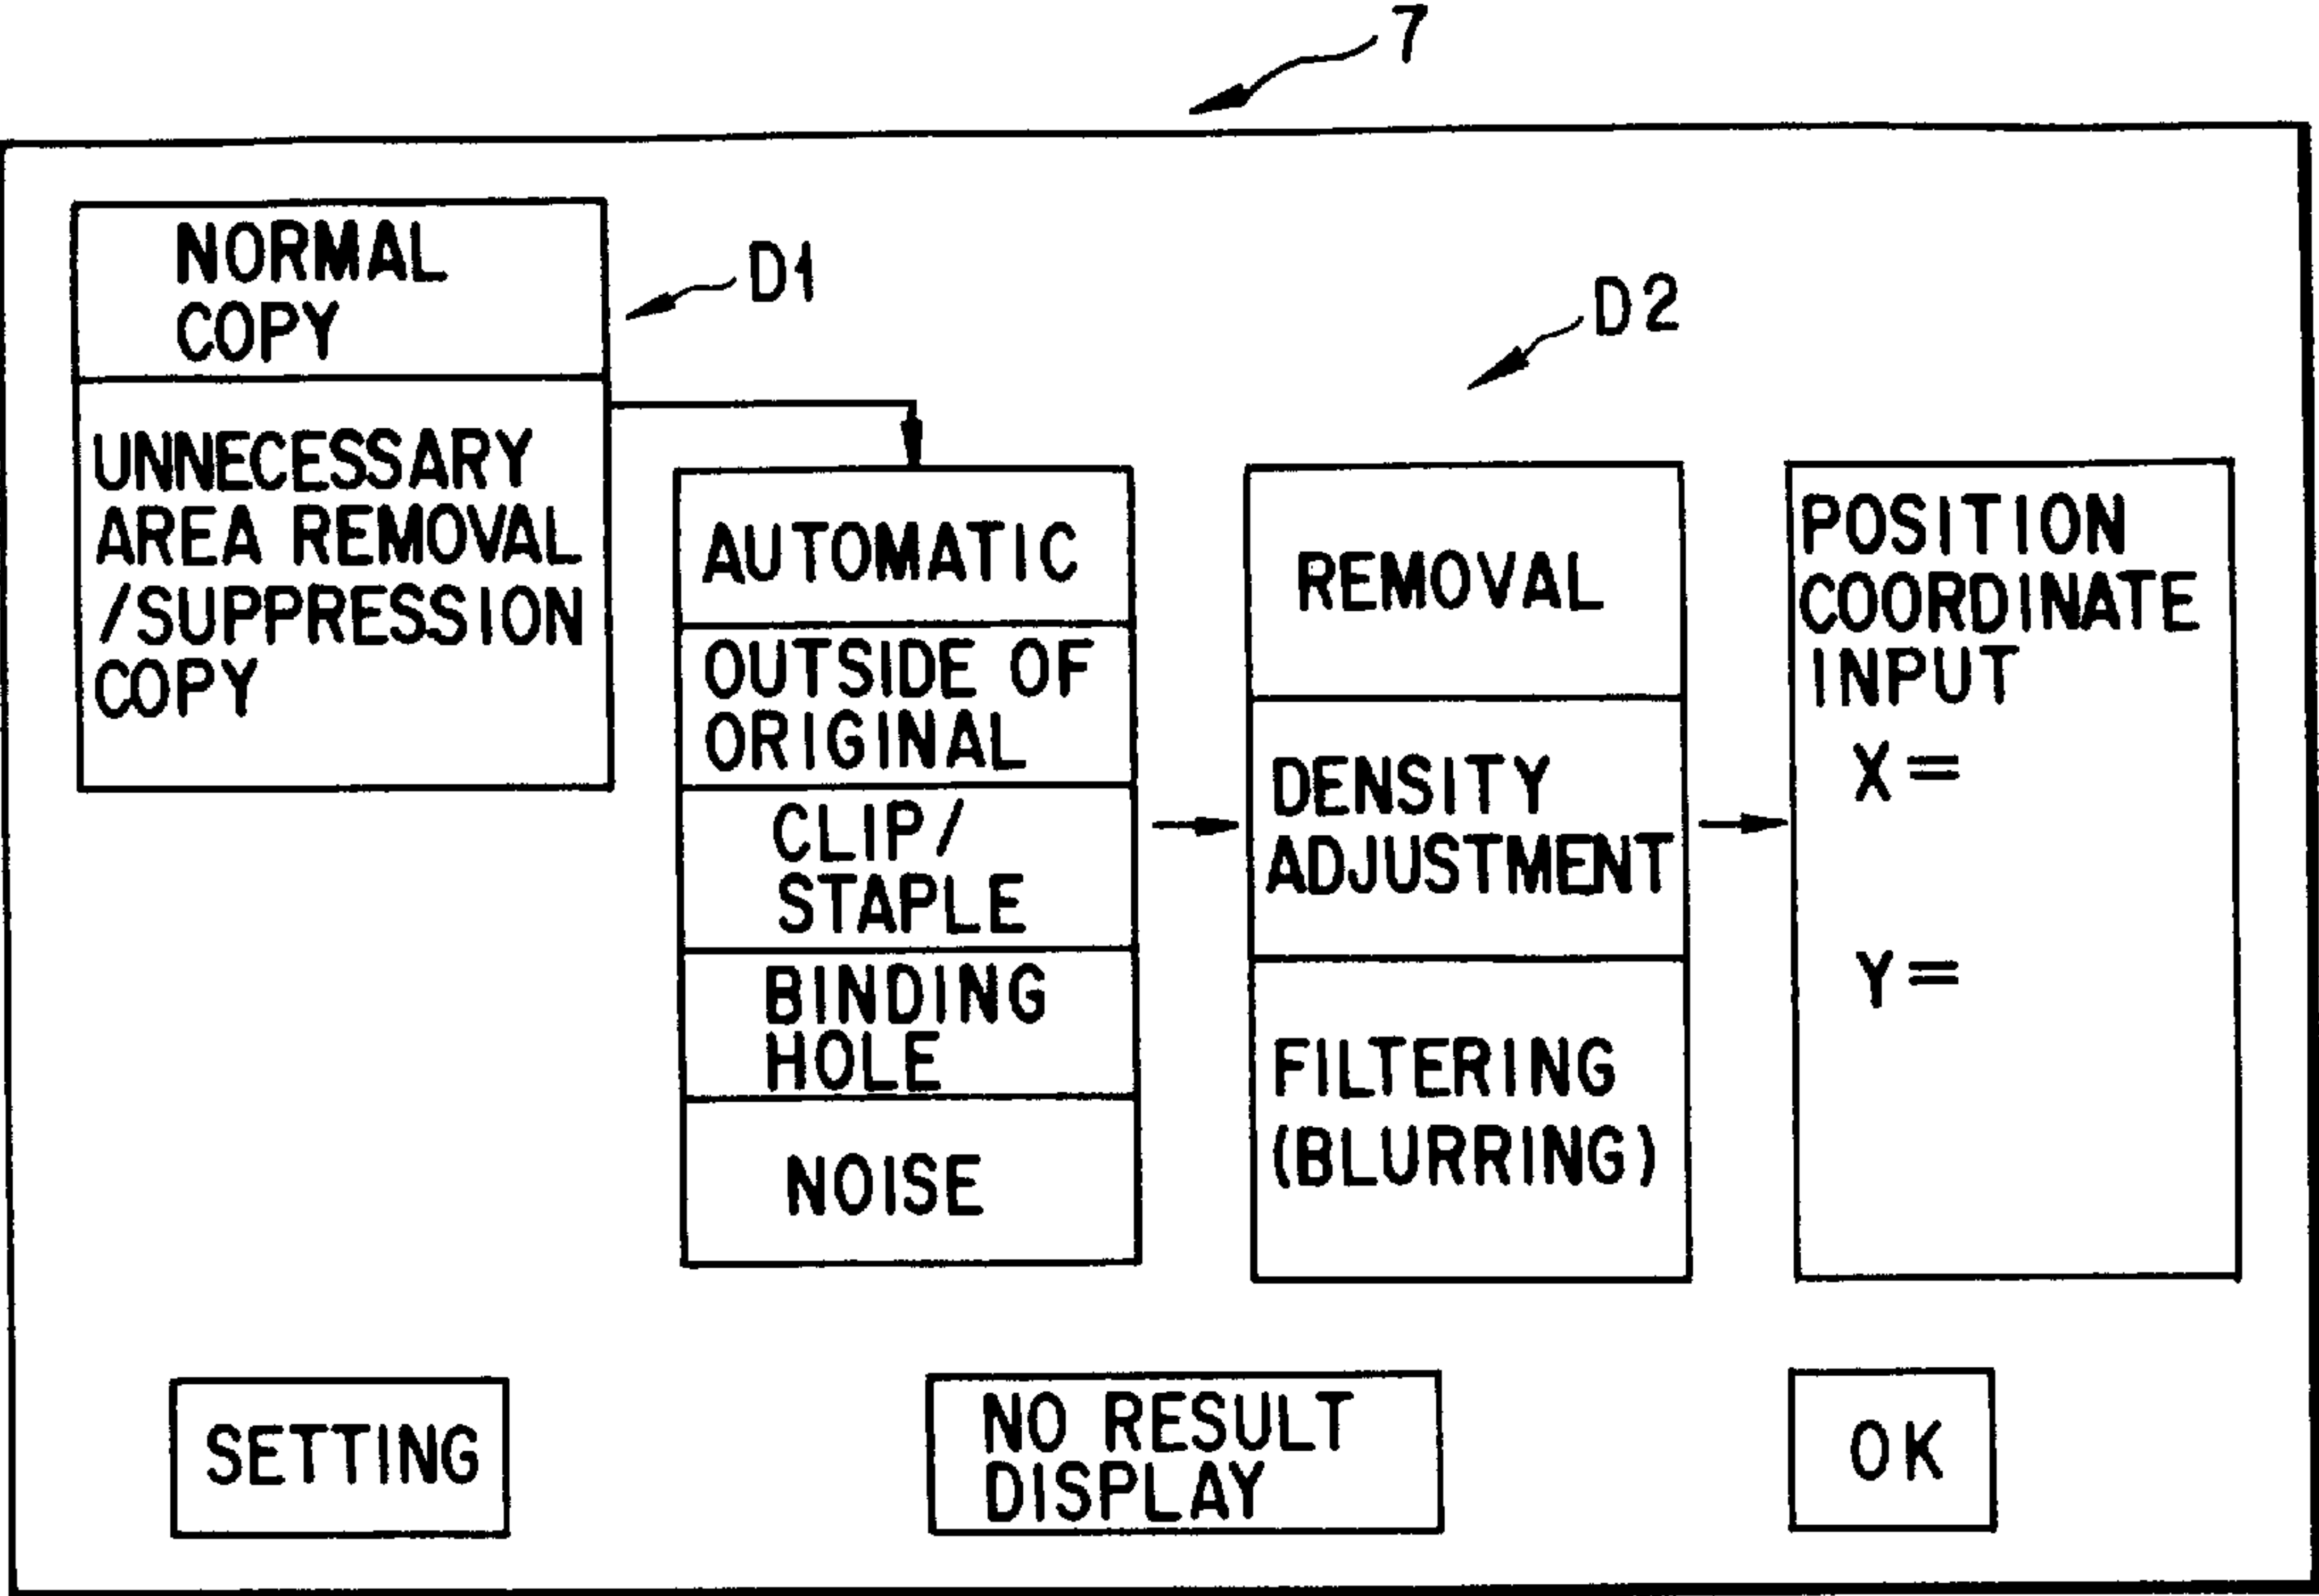 7
NORMAL
COPY
D1
D2
UNNECESSARY
AREA REMOVAL
/SUPPRESSION
COPY
AUTOMATIC
OUTSIDE OF
ORIGINAL
CLIP/
STAPLE
BINDING
HOLE
NOISE
REMOVAL
DENSITY
ADJUSTMENT
FILTERING
(BLURRING)
POSITION
COORDINATE
INPUT
X=
Y=
SETTING
NO RESULT
DISPLAY
OK